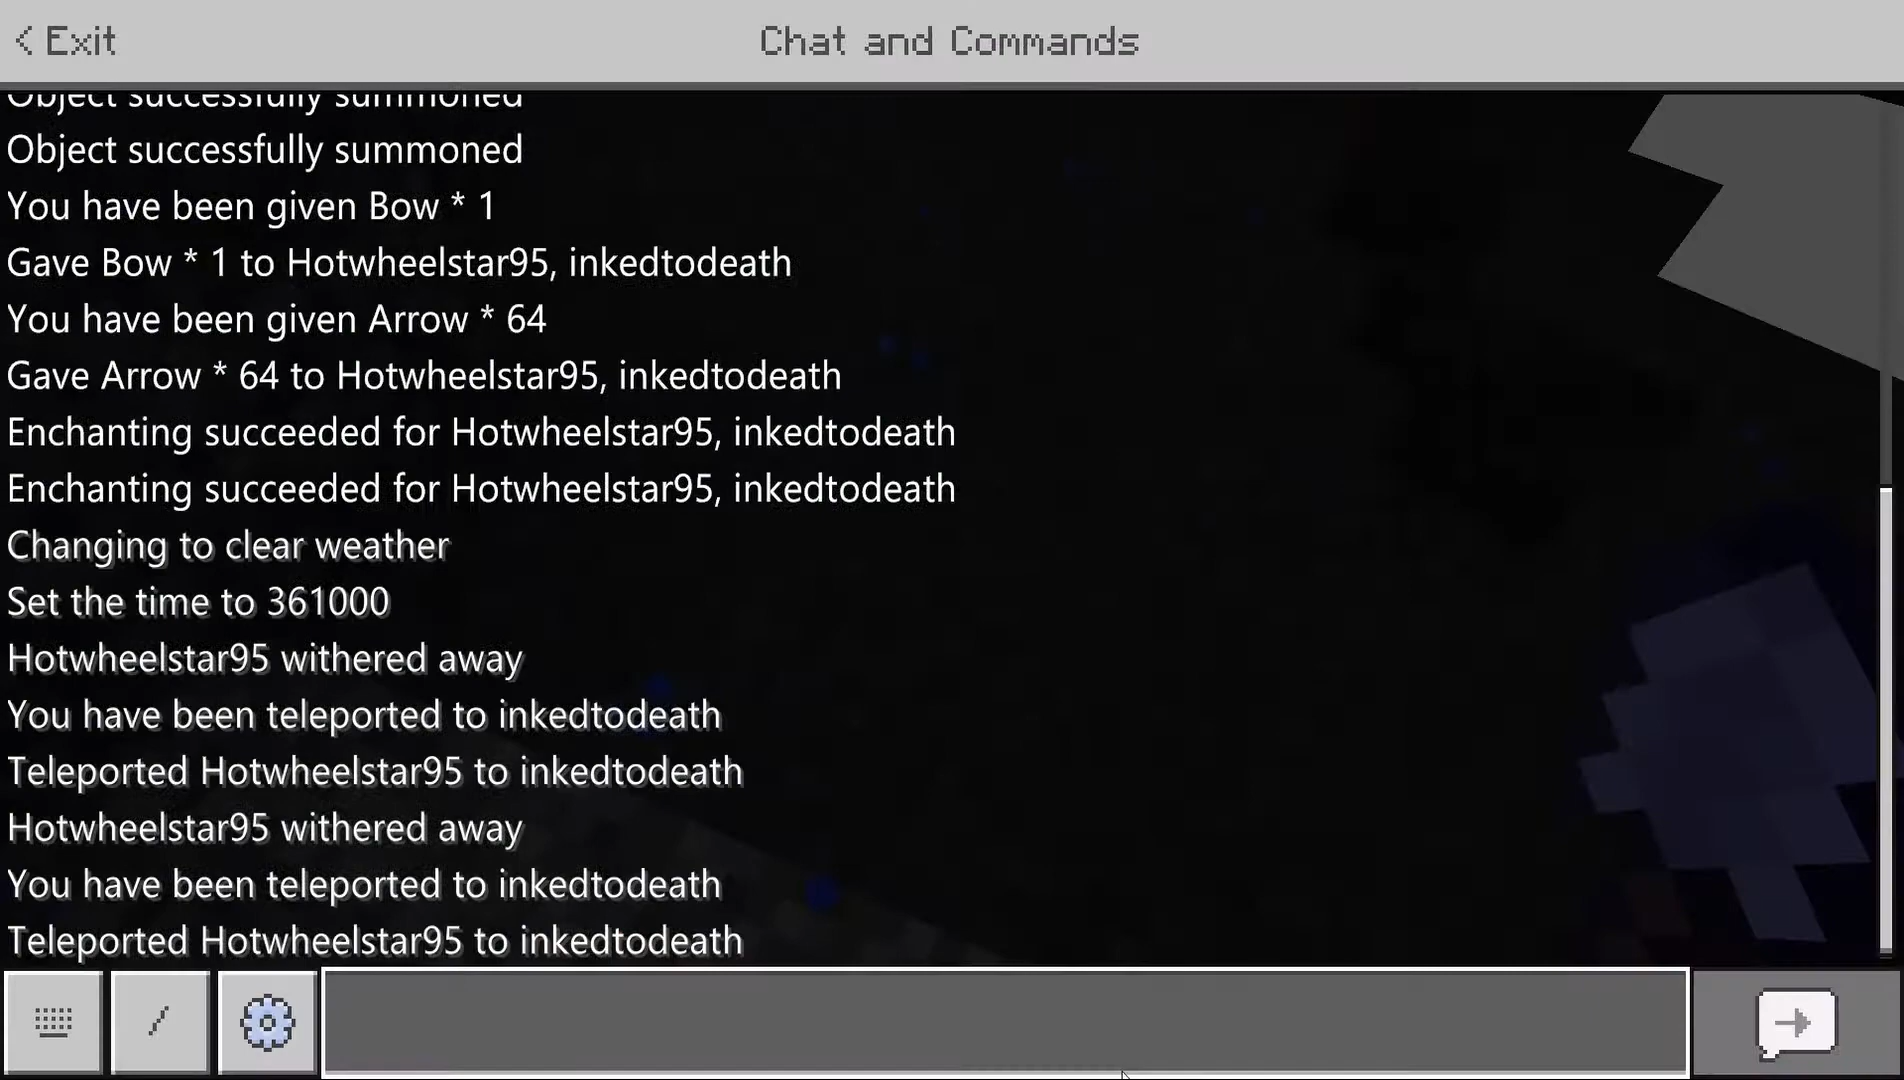 < Exit
Chat and Commands
Object successfully summoned
Object successfully summoned
You have been given Bow * 1
Gave Bow * 1 to Hotwheelstar95, inkedtodeath
You have been given Arrow * 64
Gave Arrow * 64 to Hotwheelstar95, inkedtodeath
Enchanting succeeded for Hotwheelstar95, inkedtodeath
Enchanting succeeded for Hotwheelstar95, inkedtodeath
Changing to clear weather
Set the time to 361000
Hotwheelstar95 withered away
You have been teleported to inkedtodeath
Teleported Hotwheelstar95 to inkedtodeath
Hotwheelstar95 withered away
You have been teleported to inkedtodeath
Teleported Hotwheelstar95 to inkedtodeath
/